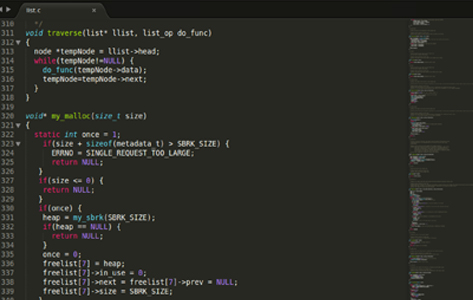 list.c
310 */
311 void traverse(list* llist, list_op do_func)
312 {
313 node *tempNode = llist->head;
314 while(tempNode!=NULL) {
315 do_func(tempNode->data);
316 tempNode=tempNode->next;
317 }
318 }
319
320 void* my_malloc(size_t size)
321 {
322 static int once = 1;
323 if(size + sizeof(metadata_t) > SBRK_SIZE) {
324 ERRNO = SINGLE_REQUEST_TOO_LARGE;
325 return NULL;
326 }
327 if(size <= 0) {
328 return NULL;
329 }
330 if(once) {
331 heap = my_sbrk(SBRK_SIZE);
332 if(heap == NULL) {
333 return NULL;
334 }
335 once = 0;
336 freelist[7] = heap;
337 freelist[7]->in_use = 0;
338 freelist[7]->next = freelist[7]->prev = NULL;
339 freelist[7]->size = SBRK_SIZE;